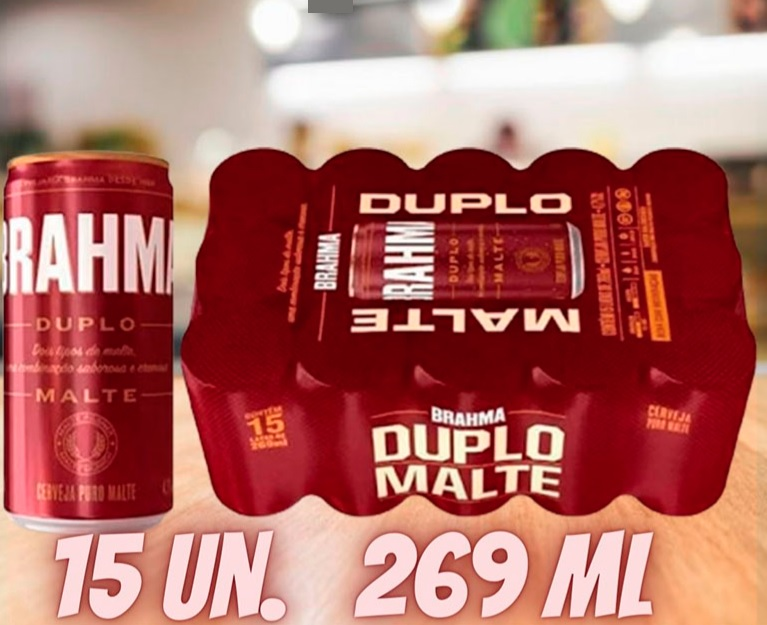 BRAHMA
DUPLO
Dois tipos de malte,
uma combinação saborosa e cremosa
MALTE
CERVEJA PURO MALTE
DUPLO
BRAHMA
BRAHMA
DUPLO
MALTE
MALTE
CONTÉM
15
LATAS DE
269ml
BRAHMA
DUPLO
MALTE
CERVEJA
PURO MALTE
15 UN. 269 ML